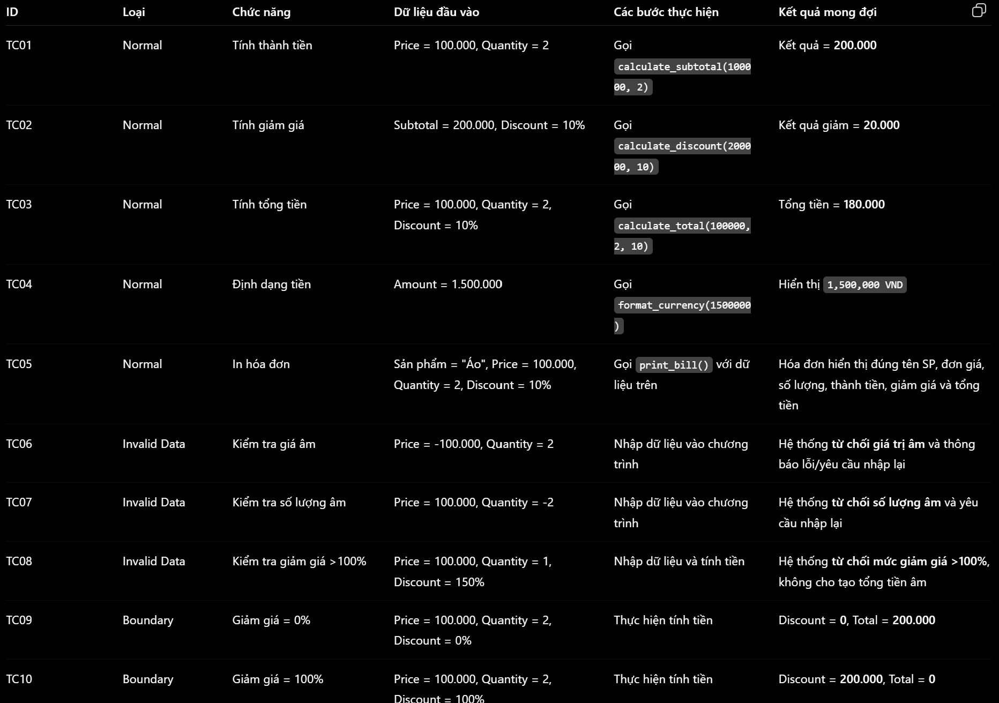 ID Loại Chức năng Dữ liệu đầu vào Các bước thực hiện Kết quả mong đợi
TC01 Normal Tính thành tiền Price = 100.000, Quantity = 2 Gọi Kết quả = 200.000
calculate_subtotal(1000
00, 2)
TC02 Normal Tính giảm giá Subtotal = 200.000, Discount = 10% Gọi Kết quả giảm = 20.000
calculate_discount(2000
00, 10)
TC03 Normal Tính tổng tiền Price = 100.000, Quantity = 2, Gọi Tổng tiền = 180.000
Discount = 10% calculate_total(100000,
2, 10)
TC04 Normal Định dạng tiền Amount = 1.500.000 Gọi Hiển thị 1,500,000 VND
format_currency(1500000
)
TC05 Normal In hóa đơn Sản phẩm = "Áo", Price = 100.000, Gọi print_bill() với dữ Hóa đơn hiển thị đúng tên SP, đơn giá,
Quantity = 2, Discount = 10% liệu trên số lượng, thành tiền, giảm giá và tổng
tiền
TC06 Invalid Data Kiểm tra giá âm Price = -100.000, Quantity = 2 Nhập dữ liệu vào chương Hệ thống từ chối giá trị âm và thông
trình báo lỗi/yêu cầu nhập lại
TC07 Invalid Data Kiểm tra số lượng âm Price = 100.000, Quantity = -2 Nhập dữ liệu vào chương Hệ thống từ chối số lượng âm và yêu
trình cầu nhập lại
TC08 Invalid Data Kiểm tra giảm giá >100% Price = 100.000, Quantity = 1, Nhập dữ liệu và tính tiền Hệ thống từ chối mức giảm giá >100%,
Discount = 150% không cho tạo tổng tiền âm
TC09 Boundary Giảm giá = 0% Price = 100.000, Quantity = 2, Thực hiện tính tiền Discount = 0, Total = 200.000
Discount = 0%
TC10 Boundary Giảm giá = 100% Price = 100.000, Quantity = 2, Thực hiện tính tiền Discount = 200.000, Total = 0
Discount = 100%